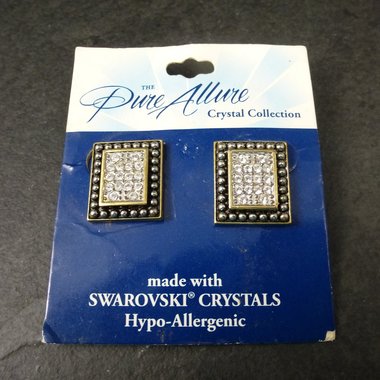 THE
Pure Allure
Crystal Collection
made with
SWAROVSKI® CRYSTALS
Hypo-Allergenic